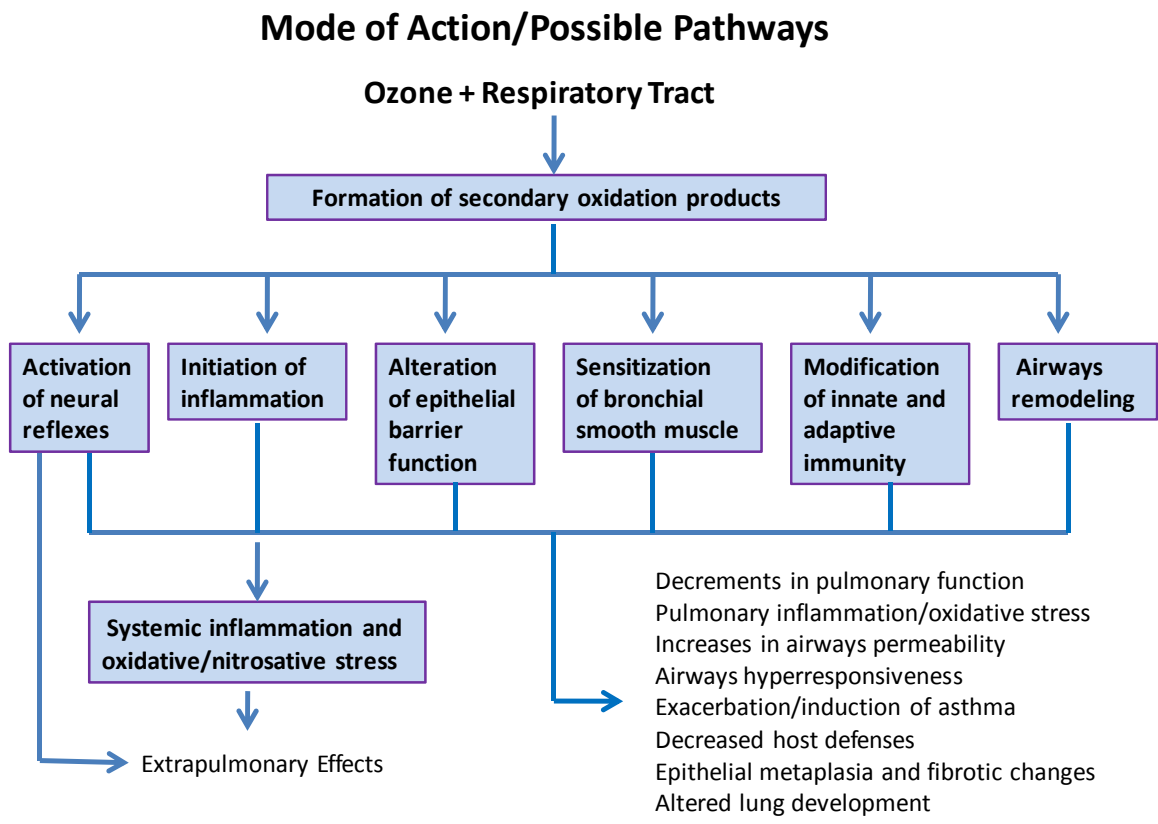 Mode of Action/Possible Pathways
Ozone + Respiratory Tract
Formation of secondary oxidation products
Activation
of neural
reflexes
Initiation of
inflammation
Alteration
of epithelial
barrier
function
Sensitization
of bronchial
smooth muscle
Modification
of innate and
adaptive
immunity
Airways
remodeling
Systemic inflammation and
oxidative/nitrosative stress
Extrapulmonary Effects
Decrements in pulmonary function
Pulmonary inflammation/oxidative stress
Increases in airways permeability
Airways hyperresponsiveness
Exacerbation/induction of asthma
Decreased host defenses
Epithelial metaplasia and fibrotic changes
Altered lung development